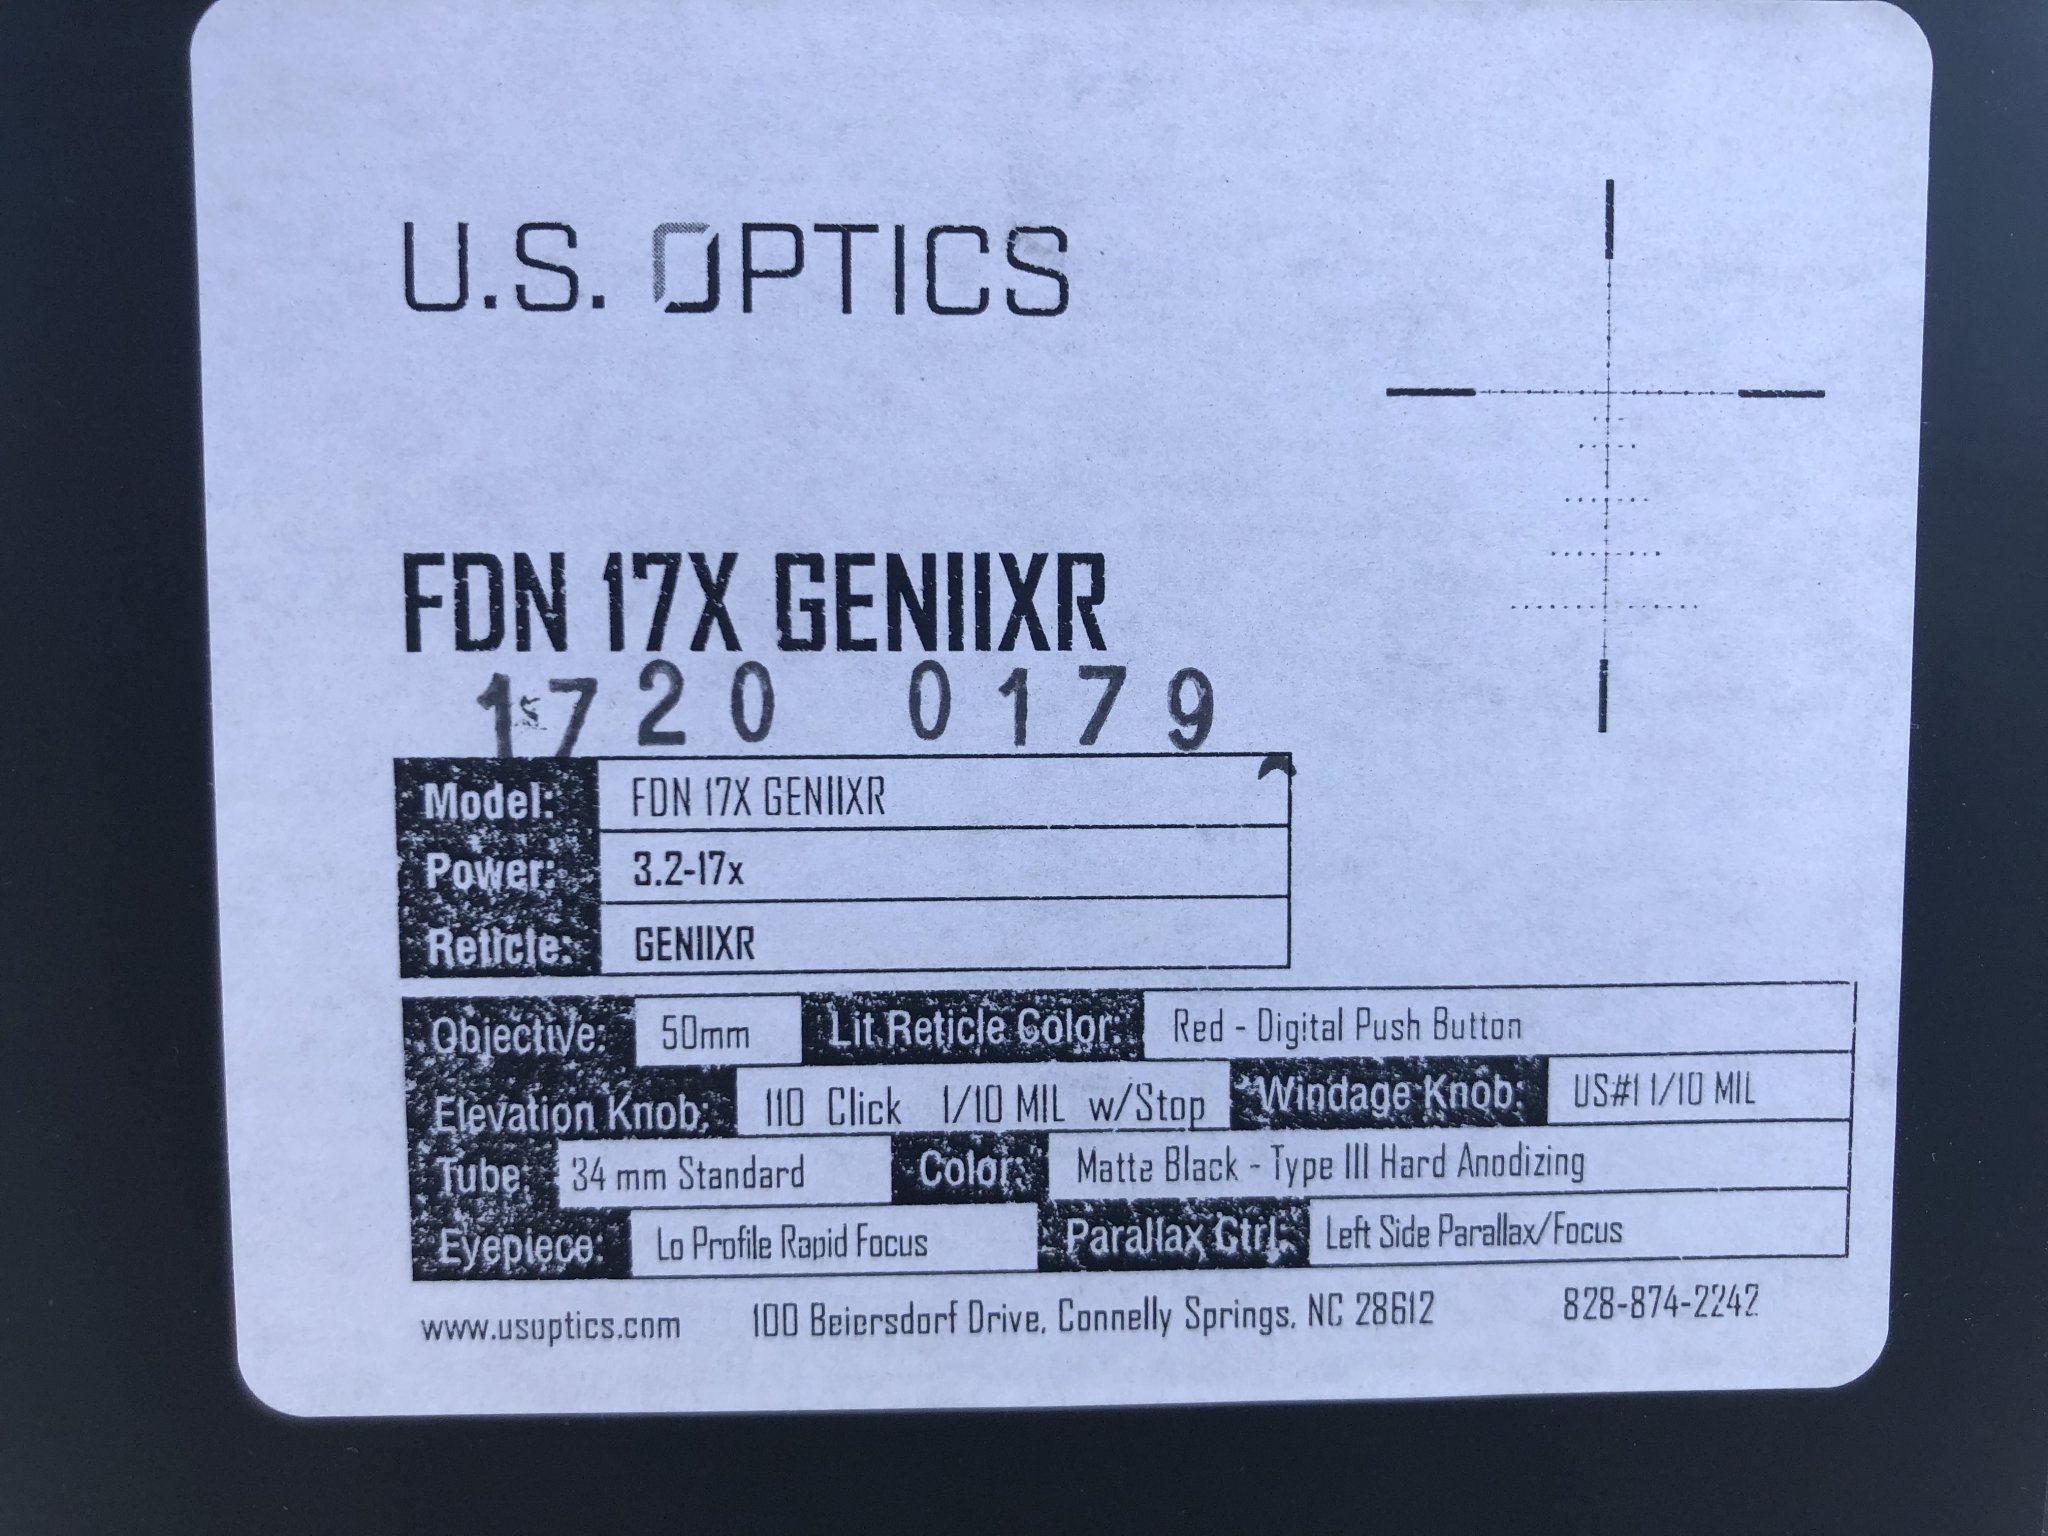 U.S. OPTICS
FDN 17X GENIIXR
1720 0179
Model: FDN 17X GENIIXR
Power: 3.2-17x
Reticle: GENIIXR
Objective: 50mm Lit Reticle Color: Red - Digital Push Button
Elevation Knob: 110 Click 1/10 MIL w/Stop Windage Knob: US#1 1/10 MIL
Tube: 34 mm Standard Color: Matte Black - Type III Hard Anodizing
Eyepiece: Lo Profile Rapid Focus Parallax Ctrl: Left Side Parallax/Focus
www.usoptics.com 100 Beiersdorf Drive, Connelly Springs, NC 28612 828-874-2242